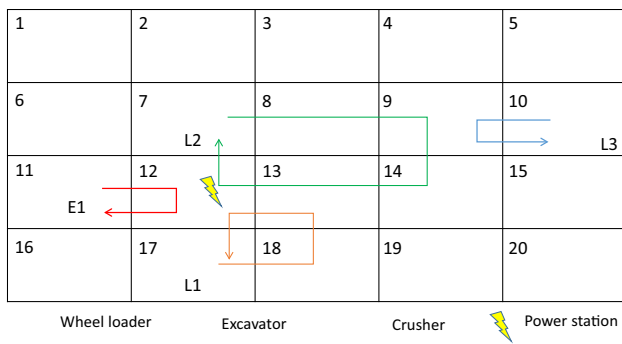 1 2 3 4 5
6 7 8 9 10
L2 L3
11 12 13 14 15
E1
16 17 18 19 20
L1
Wheel loader Excavator Crusher Power station